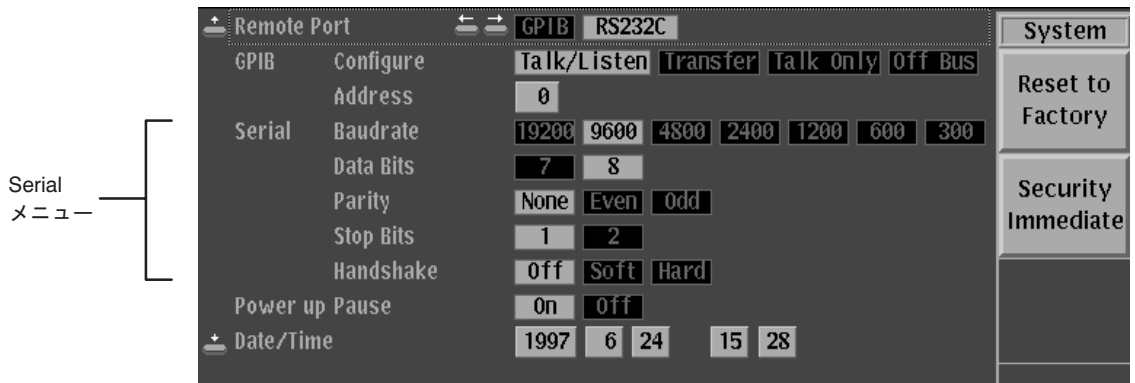 Remote Port GPIB RS232C
GPIB Configure Talk/Listen Transfer Talk Only Off Bus
Address 0
Serial Baudrate 19200 9600 4800 2400 1200 600 300
Data Bits 7 8
Parity None Even Odd
Stop Bits 1 2
Handshake Off Soft Hard
Power up Pause On Off
Date/Time 1997 6 24 15 28
System
Reset to
Factory
Security
Immediate
Serial
メニュー